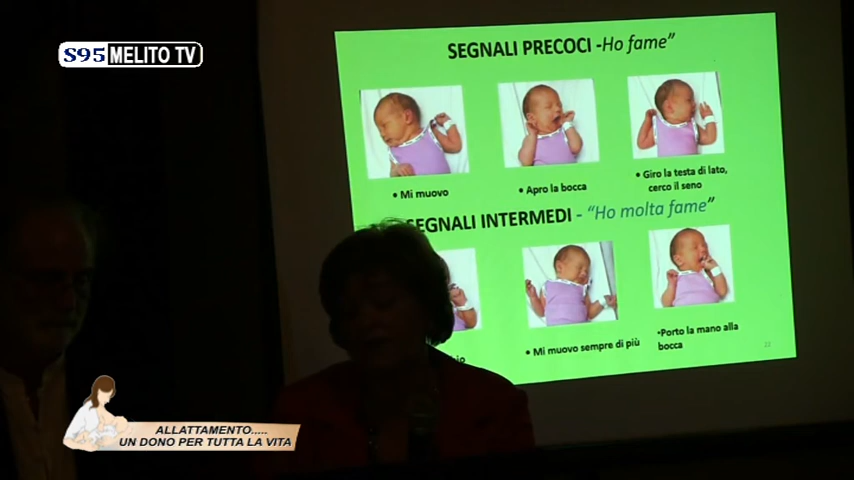 S95 MELITO TV
SEGNALI PRECOCI -Ho fame”
• Mi muovo
• Apro la bocca
• Giro la testa di lato,
cerco il seno
SEGNALI INTERMEDI - “Ho molta fame”
• Mi muovo sempre di più
•Porto la mano alla
bocca
22
ALLATTAMENTO.....
UN DONO PER TUTTA LA VITA